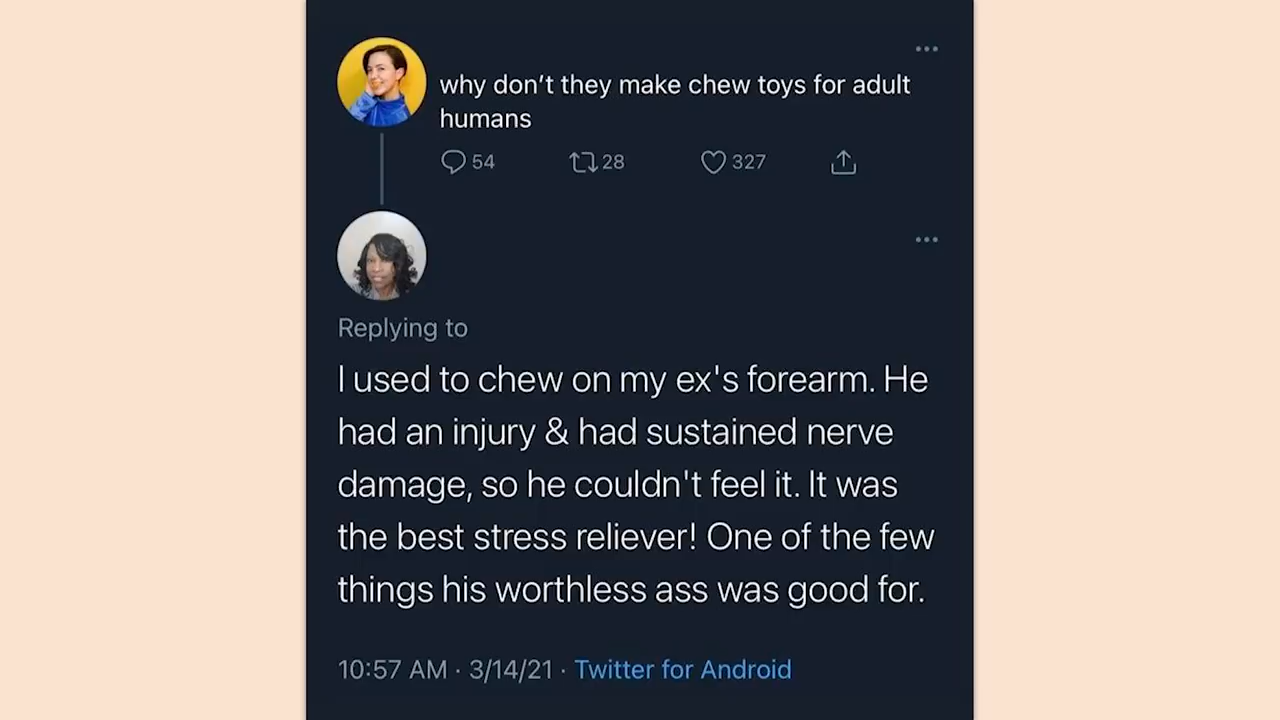 why don’t they make chew toys for adult
humans
54 28 327
Replying to
I used to chew on my ex's forearm. He
had an injury & had sustained nerve
damage, so he couldn't feel it. It was
the best stress reliever! One of the few
things his worthless ass was good for.
10:57 AM · 3/14/21 · Twitter for Android